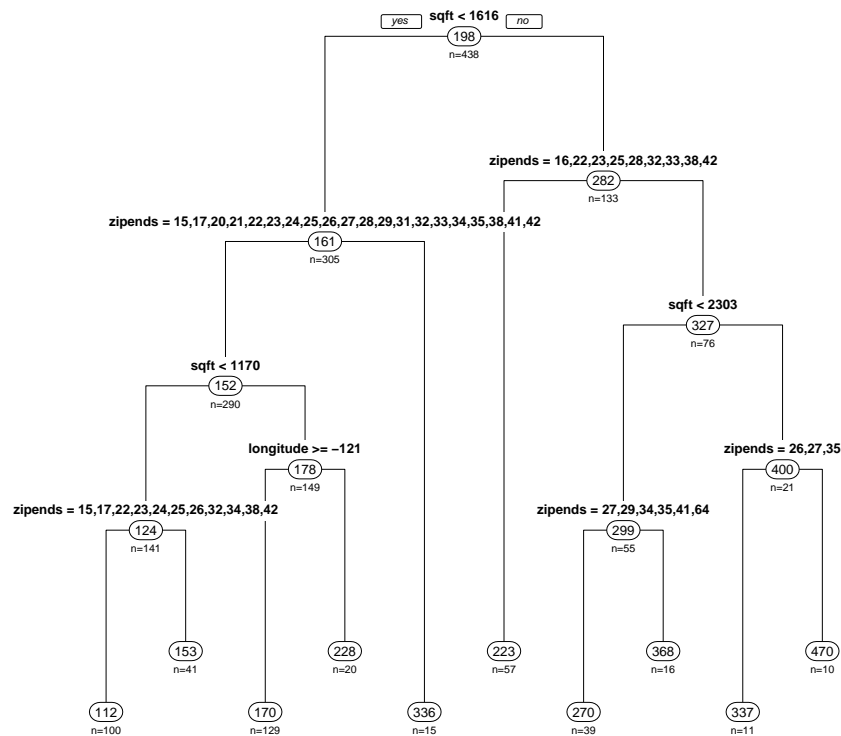 sqft < 1616
yes no
198
n=438
zipends = 16,22,23,25,28,32,33,38,42
282
n=133
zipends = 15,17,20,21,22,23,24,25,26,27,28,29,31,32,33,34,35,38,41,42
161
n=305
sqft < 2303
327
n=76
sqft < 1170
152
n=290
longitude >= −121
178
n=149
zipends = 26,27,35
400
n=21
zipends = 15,17,22,23,24,25,26,32,34,38,42
124
n=141
zipends = 27,29,34,35,41,64
299
n=55
153
n=41
228
n=20
223
n=57
368
n=16
470
n=10
112
n=100
170
n=129
336
n=15
270
n=39
337
n=11